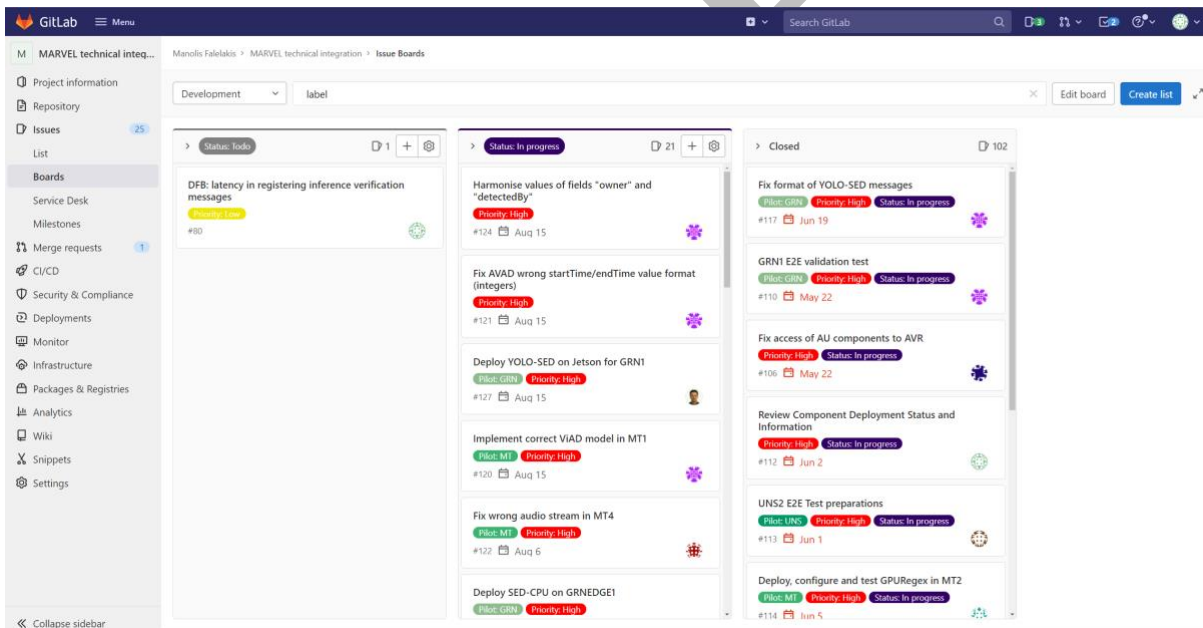 GitLab Menu
Search GitLab
3
2
M MARVEL technical integ...
Project information
Repository
Issues 25
List
Boards
Service Desk
Milestones
Merge requests 1
CI/CD
Security & Compliance
Deployments
Monitor
Infrastructure
Packages & Registries
Analytics
Wiki
Snippets
Settings
Collapse sidebar
Manolis Falelakis > MARVEL technical integration > Issue Boards
Development
label
Edit board
Create list
Status: Todo 1
DFB: latency in registering inference verification
messages
Priority: Low
#80
Status: In progress 21
Harmonise values of fields "owner" and
"detectedBy"
Priority: High
#124 Aug 15
Fix AVAD wrong startTime/endTime value format
(integers)
Priority: High
#121 Aug 15
Deploy YOLO-SED on Jetson for GRN1
Pilot: GRN Priority: High
#127 Aug 15
Implement correct ViAD model in MT1
Pilot: MT Priority: High
#120 Aug 15
Fix wrong audio stream in MT4
Pilot: MT Priority: High
#122 Aug 6
Deploy SED-CPU on GRNEDGE1
Pilot: GRN Priority: High
Closed 102
Fix format of YOLO-SED messages
Pilot: GRN Priority: High Status: In progress
#117 Jun 19
GRN1 E2E validation test
Pilot: GRN Priority: High Status: In progress
#110 May 22
Fix access of AU components to AVR
Priority: High Status: In progress
#106 May 22
Review Component Deployment Status and
Information
Priority: High Status: In progress
#112 Jun 2
UNS2 E2E Test preparations
Pilot: UNS Priority: High Status: In progress
#113 Jun 1
Deploy, configure and test GPURegex in MT2
Pilot: MT Priority: High Status: In progress
#114 Jun 5